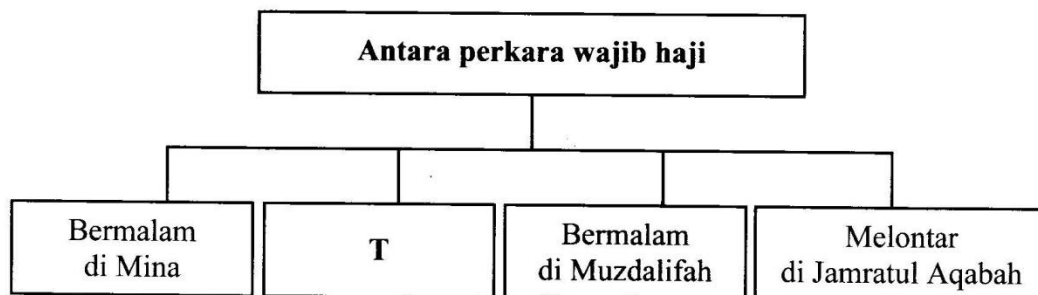 Antara perkara wajib haji
Bermalam
di Mina
T
Bermalam
di Muzdalifah
Melontar
di Jamratul Aqabah